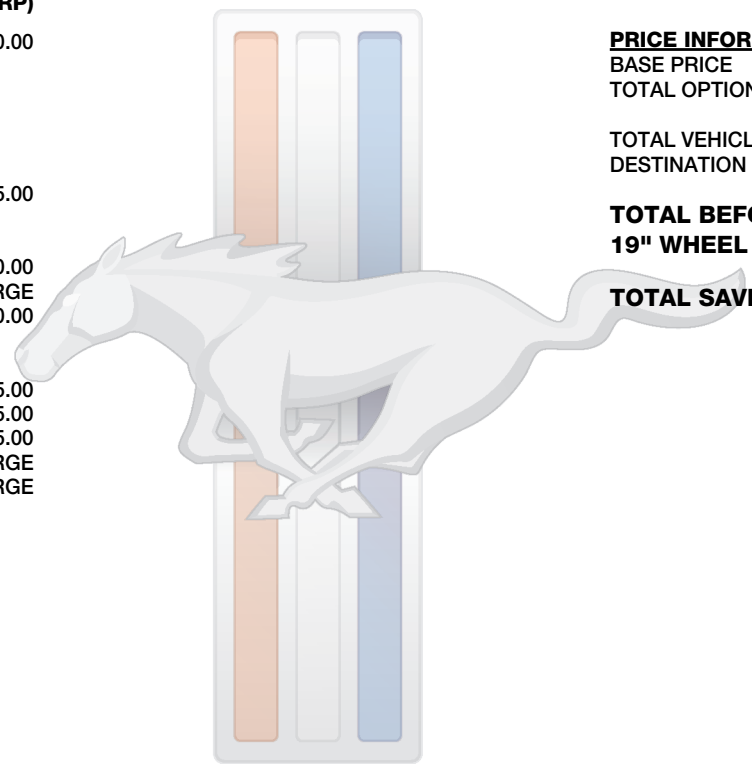 RP)
0.00
5.00
0.00
RGE
0.00
5.00
5.00
5.00
RGE
RGE
PRICE INFOR
BASE PRICE
TOTAL OPTION
TOTAL VEHICL
DESTINATION
TOTAL BEFO
19" WHEEL
TOTAL SAVI